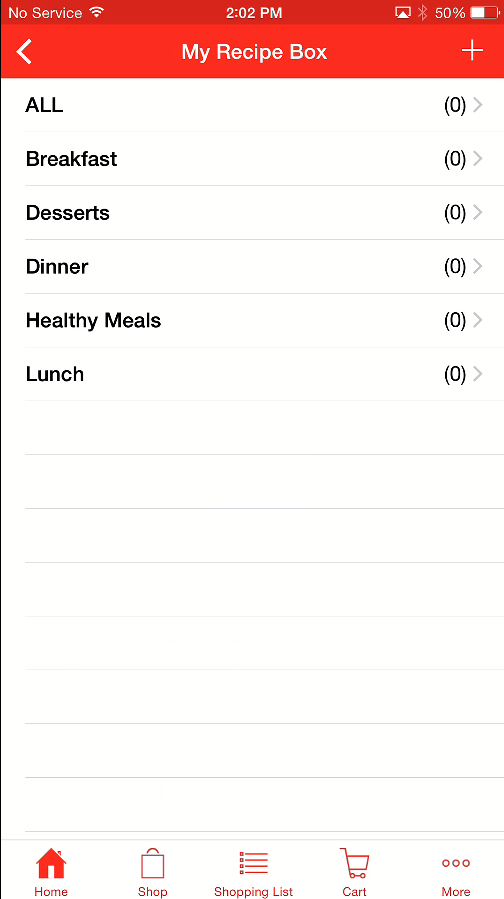 No Service 2:02 PM 50%
My Recipe Box
ALL (0)
Breakfast (0)
Desserts (0)
Dinner (0)
Healthy Meals (0)
Lunch (0)
Home Shop Shopping List Cart More